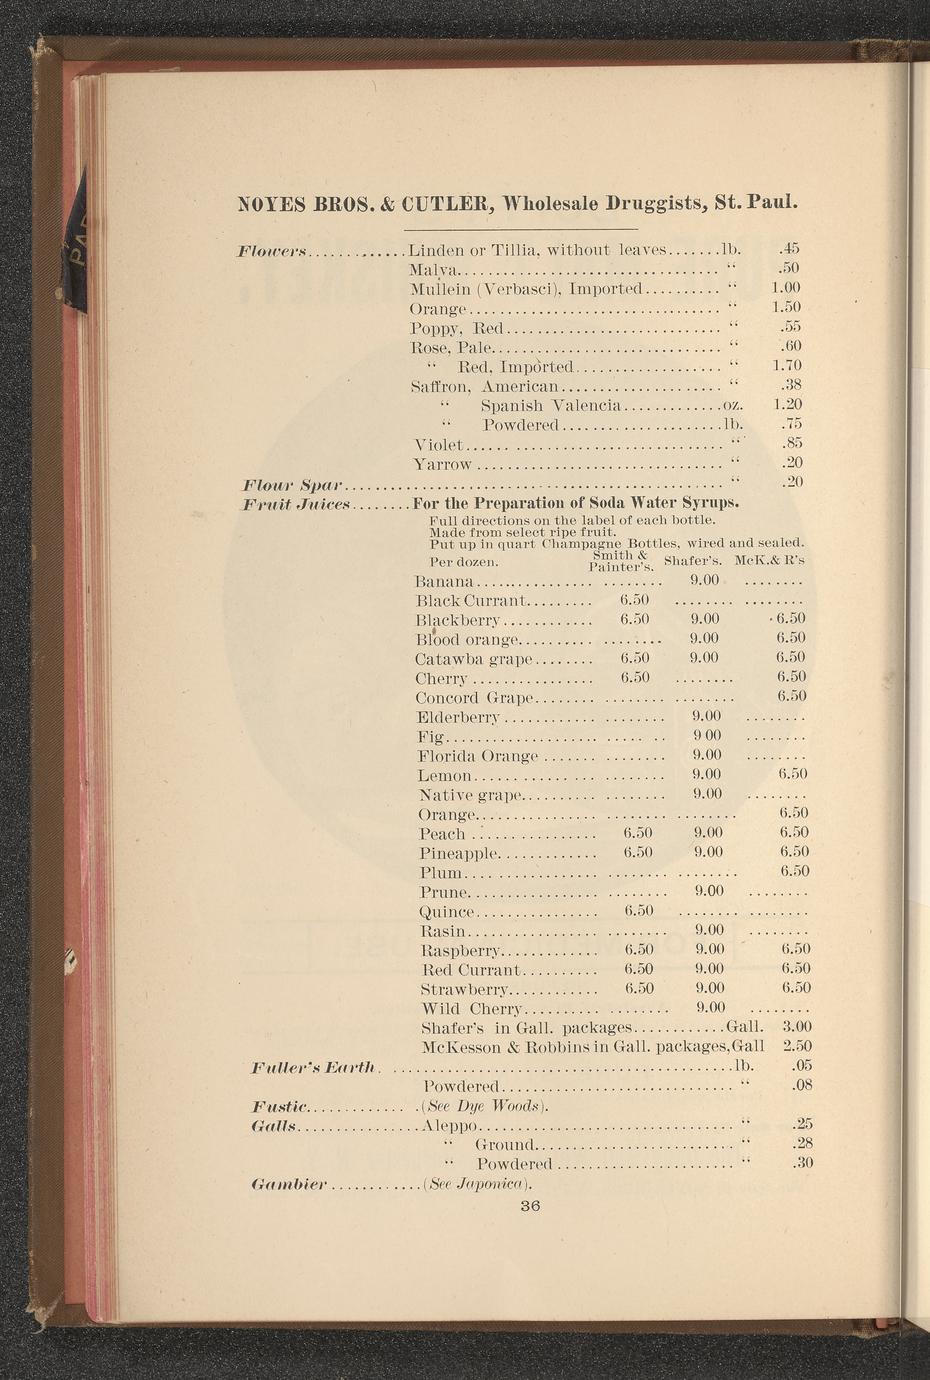 NOYES BROS. & CUTLER, Wholesale Druggists, St. Paul.
Flowers.............Linden or Tillia, without leaves.......lb. .45
Malva.................................. “ .50
Mullein (Verbasci), Imported.......... “ 1.00
Orange................................. “ 1.50
Poppy, Red............................ “ .55
Rose, Pale.............................. “ .60
“ Red, Imported................... “ 1.70
Saffron, American..................... “ .38
“ Spanish Valencia.............oz. 1.20
“ Powdered.....................lb. .75
Violet................................. “ .85
Yarrow ................................ “ .20
Flour Spar................................................. “ .20
Fruit Juices........For the Preparation of Soda Water Syrups.
Full directions on the label of each bottle.
Made from select ripe fruit.
Put up in quart Champagne Bottles, wired and sealed.
Per dozen. Smith & Painter's. Shafer's. McK.& R's
Banana............... ........ 9.00 ........
Black Currant......... 6.50 ........ ........
Blackberry............ 6.50 9.00 6.50
Blood orange.......... ........ 9.00 6.50
Catawba grape........ 6.50 9.00 6.50
Cherry ................ 6.50 ........ 6.50
Concord Grape........ ........ ........ 6.50
Elderberry............ ........ 9.00 ........
Fig.................... ..... .. 9 00 ........
Florida Orange ....... ........ 9.00 ........
Lemon................ ........ 9.00 6.50
Native grape.......... ........ 9.00 ........
Orange................ ........ ........ 6.50
Peach ................ 6.50 9.00 6.50
Pineapple............. 6.50 9.00 6.50
Plum.................. ........ ........ 6.50
Prune................. ........ 9.00 ........
Quince................ 6.50 ........ ........
Rasin................. ........ 9.00 ........
Raspberry............. 6.50 9.00 6.50
Red Currant.......... 6.50 9.00 6.50
Strawberry............ 6.50 9.00 6.50
Wild Cherry.......... ........ 9.00 ........
Shafer's in Gall. packages............Gall. 3.00
McKesson & Robbins in Gall. packages,Gall 2.50
Fuller's Earth. .............................................lb. .05
Powdered............................... “ .08
Fustic............. .(See Dye Woods).
Galls................Aleppo................................. “ .25
“ Ground.......................... “ .28
“ Powdered ....................... “ .30
Gambier ............(See Japonica).
36